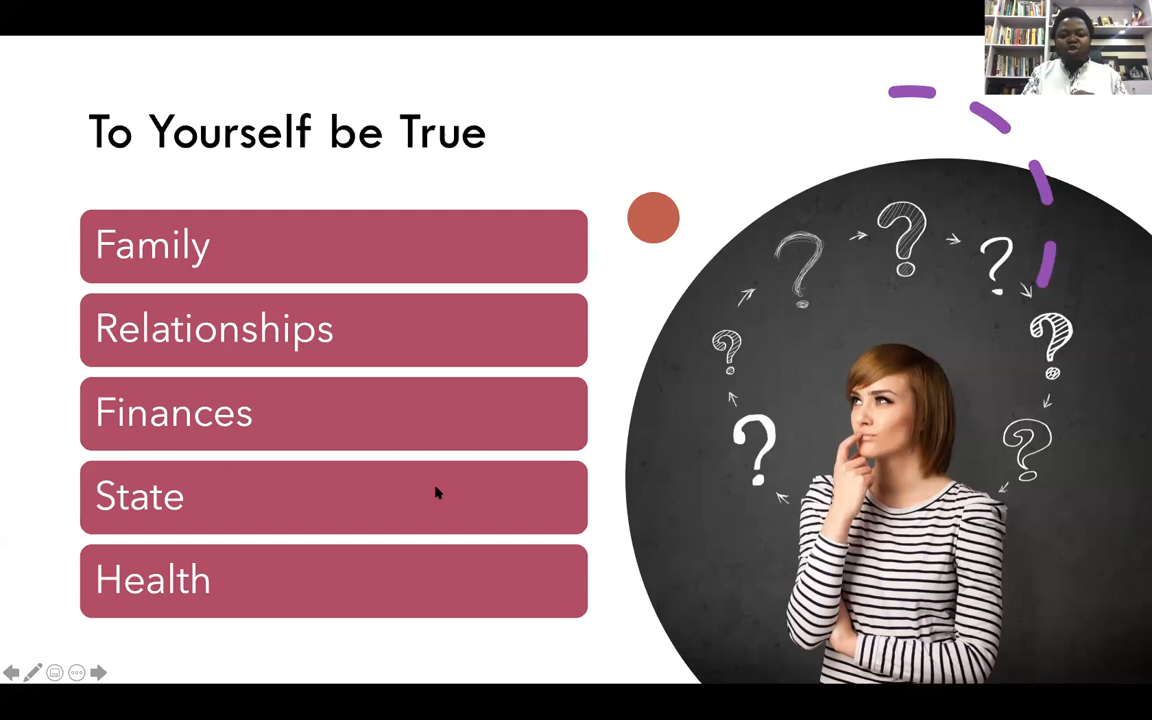 To Yourself be True
Family
Relationships
Finances
State
Health